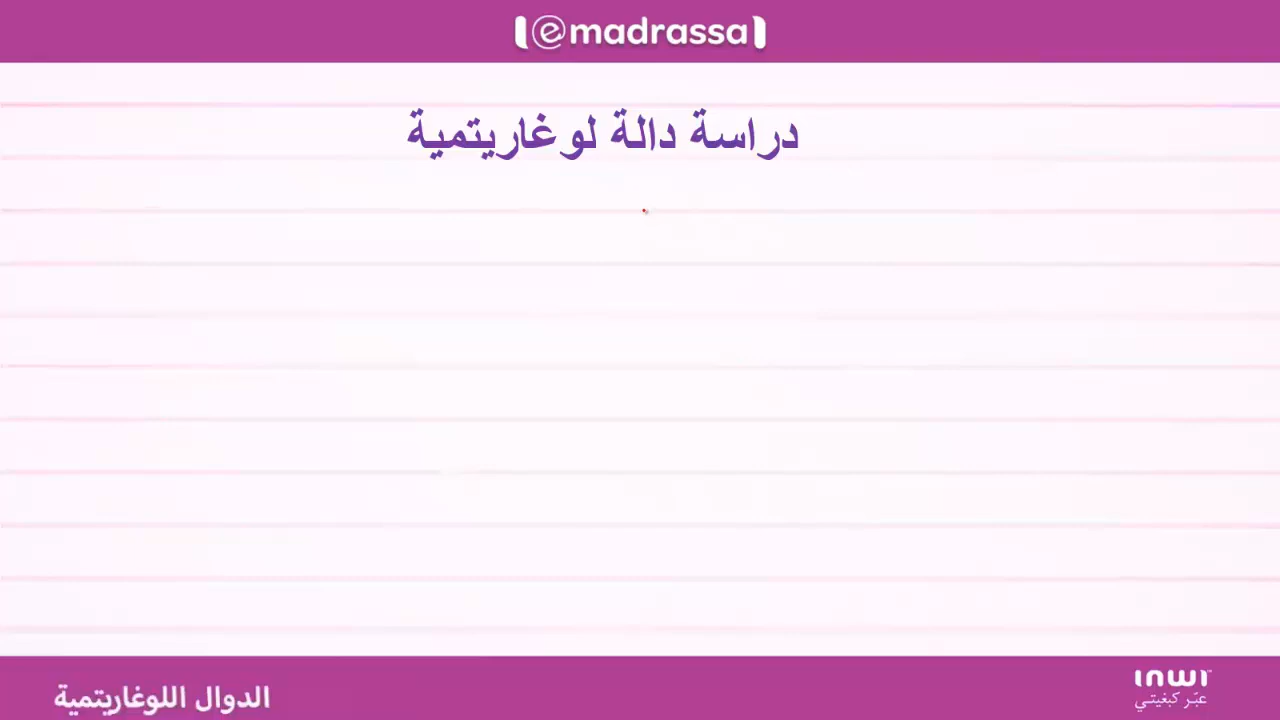 emadrassa
دراسة دالة لوغاريتمية
الدوال اللوغاريتمية
inwi
عبّر كبغيتي